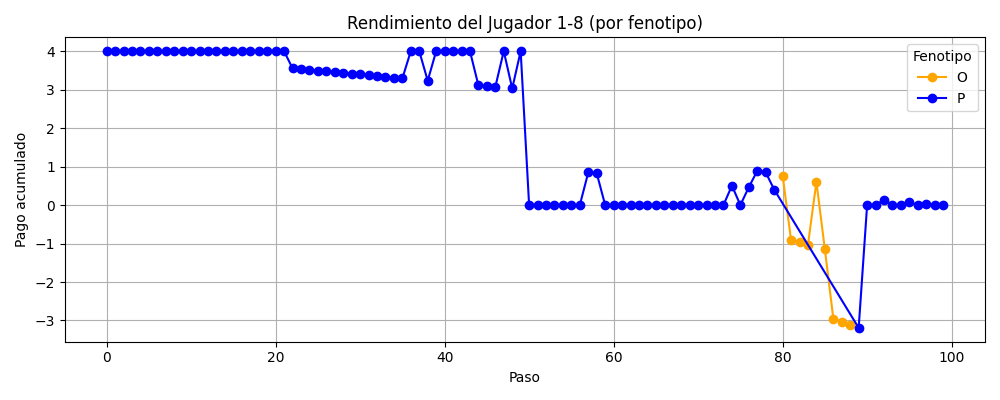 Rendimiento del Jugador 1-8 (por fenotipo)
Pago acumulado
4
3
2
1
0
−1
−2
−3
Fenotipo
O
P
0 20 40 60 80 100
Paso